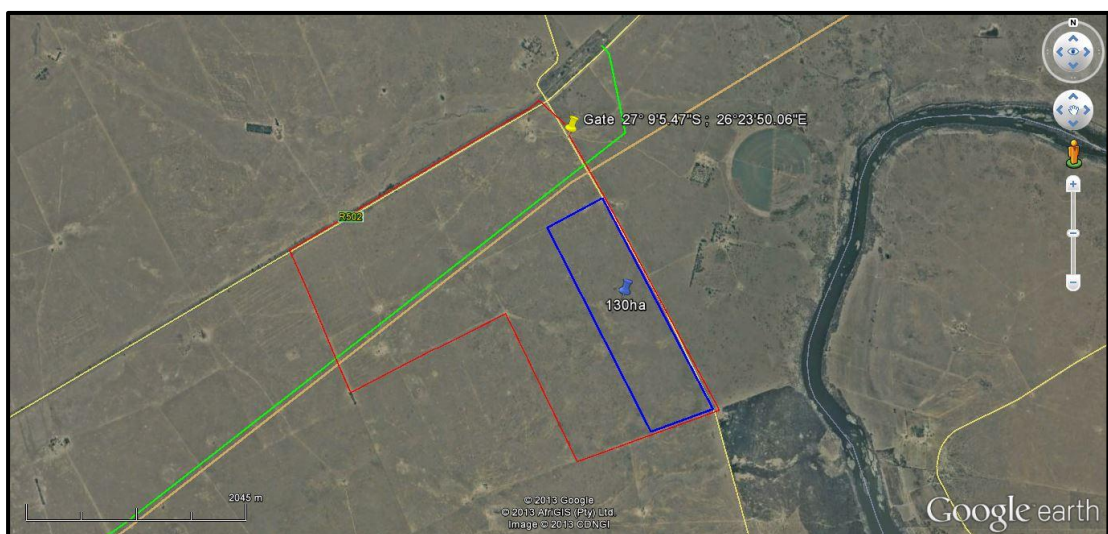 N
Gate 27° 9'5.47"S ; 26°23'50.06"E
R502
130ha
2045 m
© 2013 Google
© 2013 AfriGIS (Pty) Ltd.
Image © 2013 CDNGI
Google earth